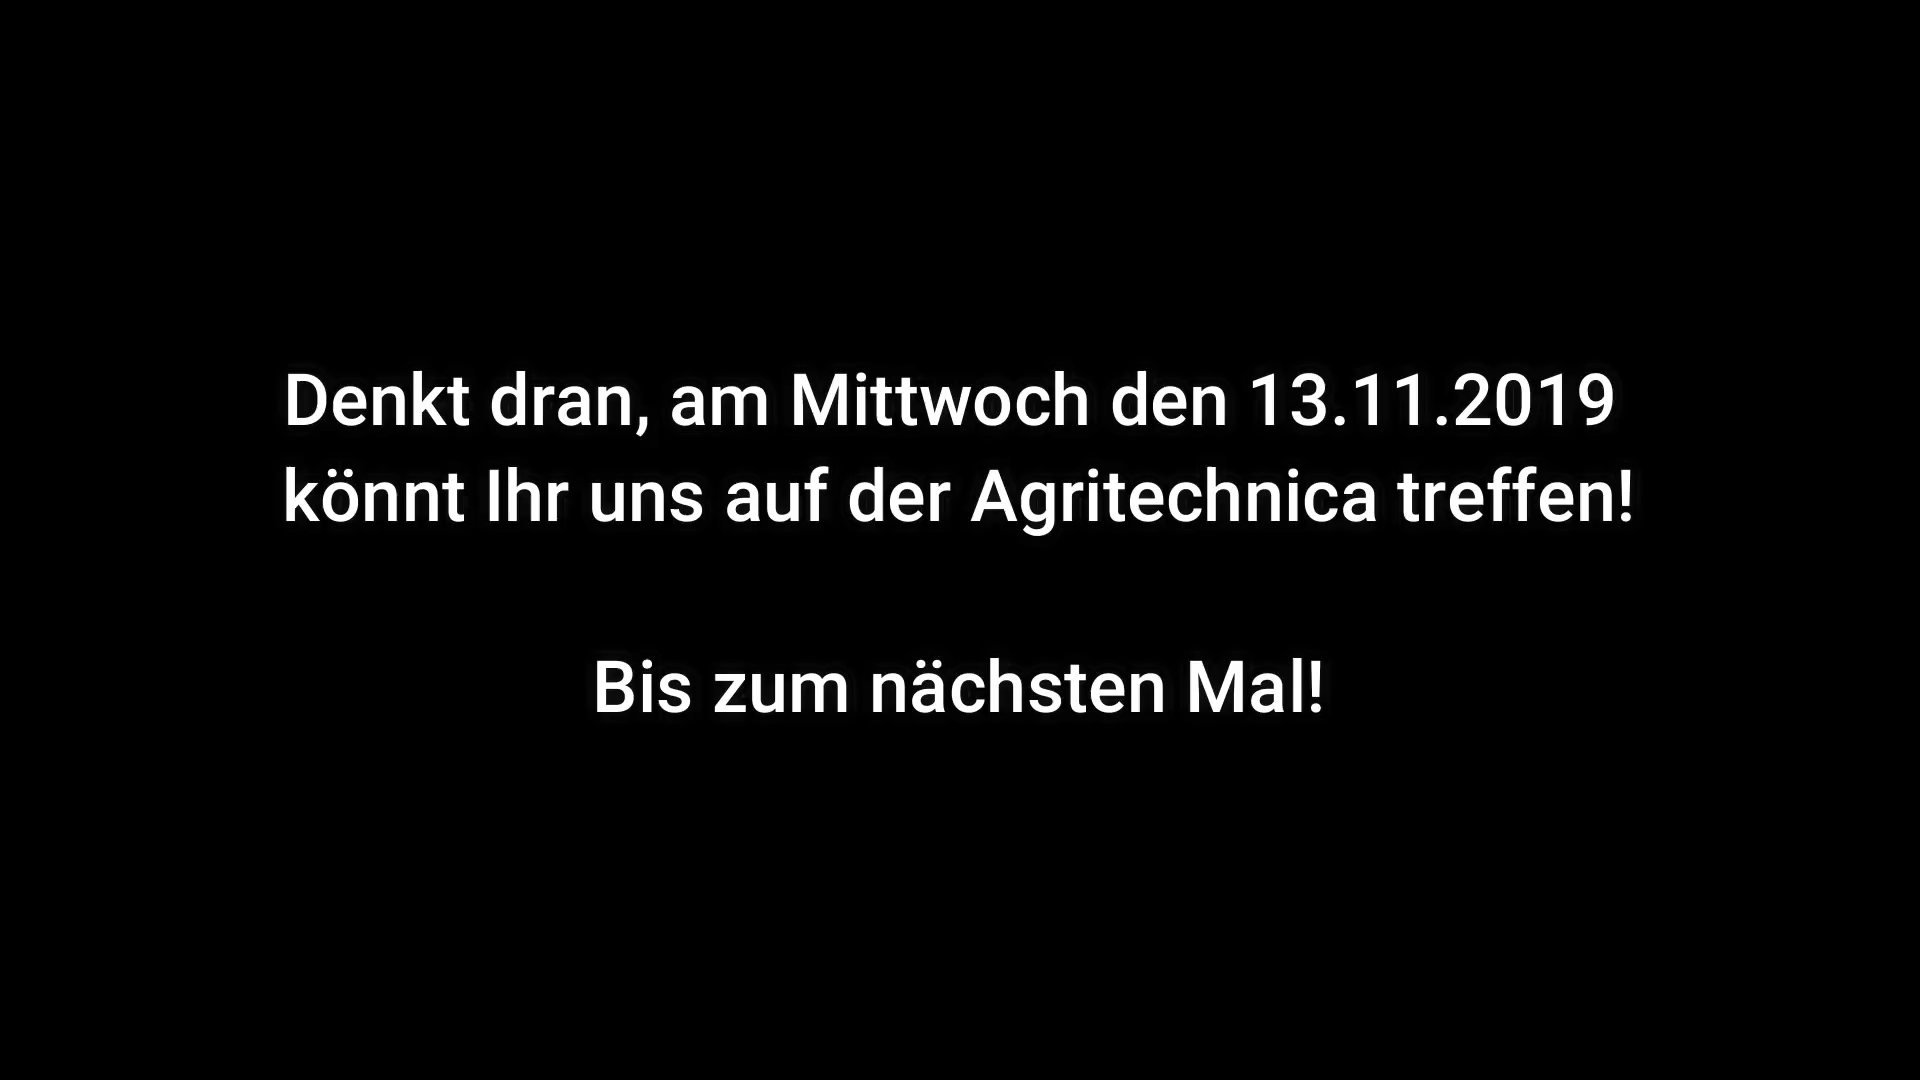 Denkt dran, am Mittwoch den 13.11.2019
könnt Ihr uns auf der Agritechnica treffen!
Bis zum nächsten Mal!